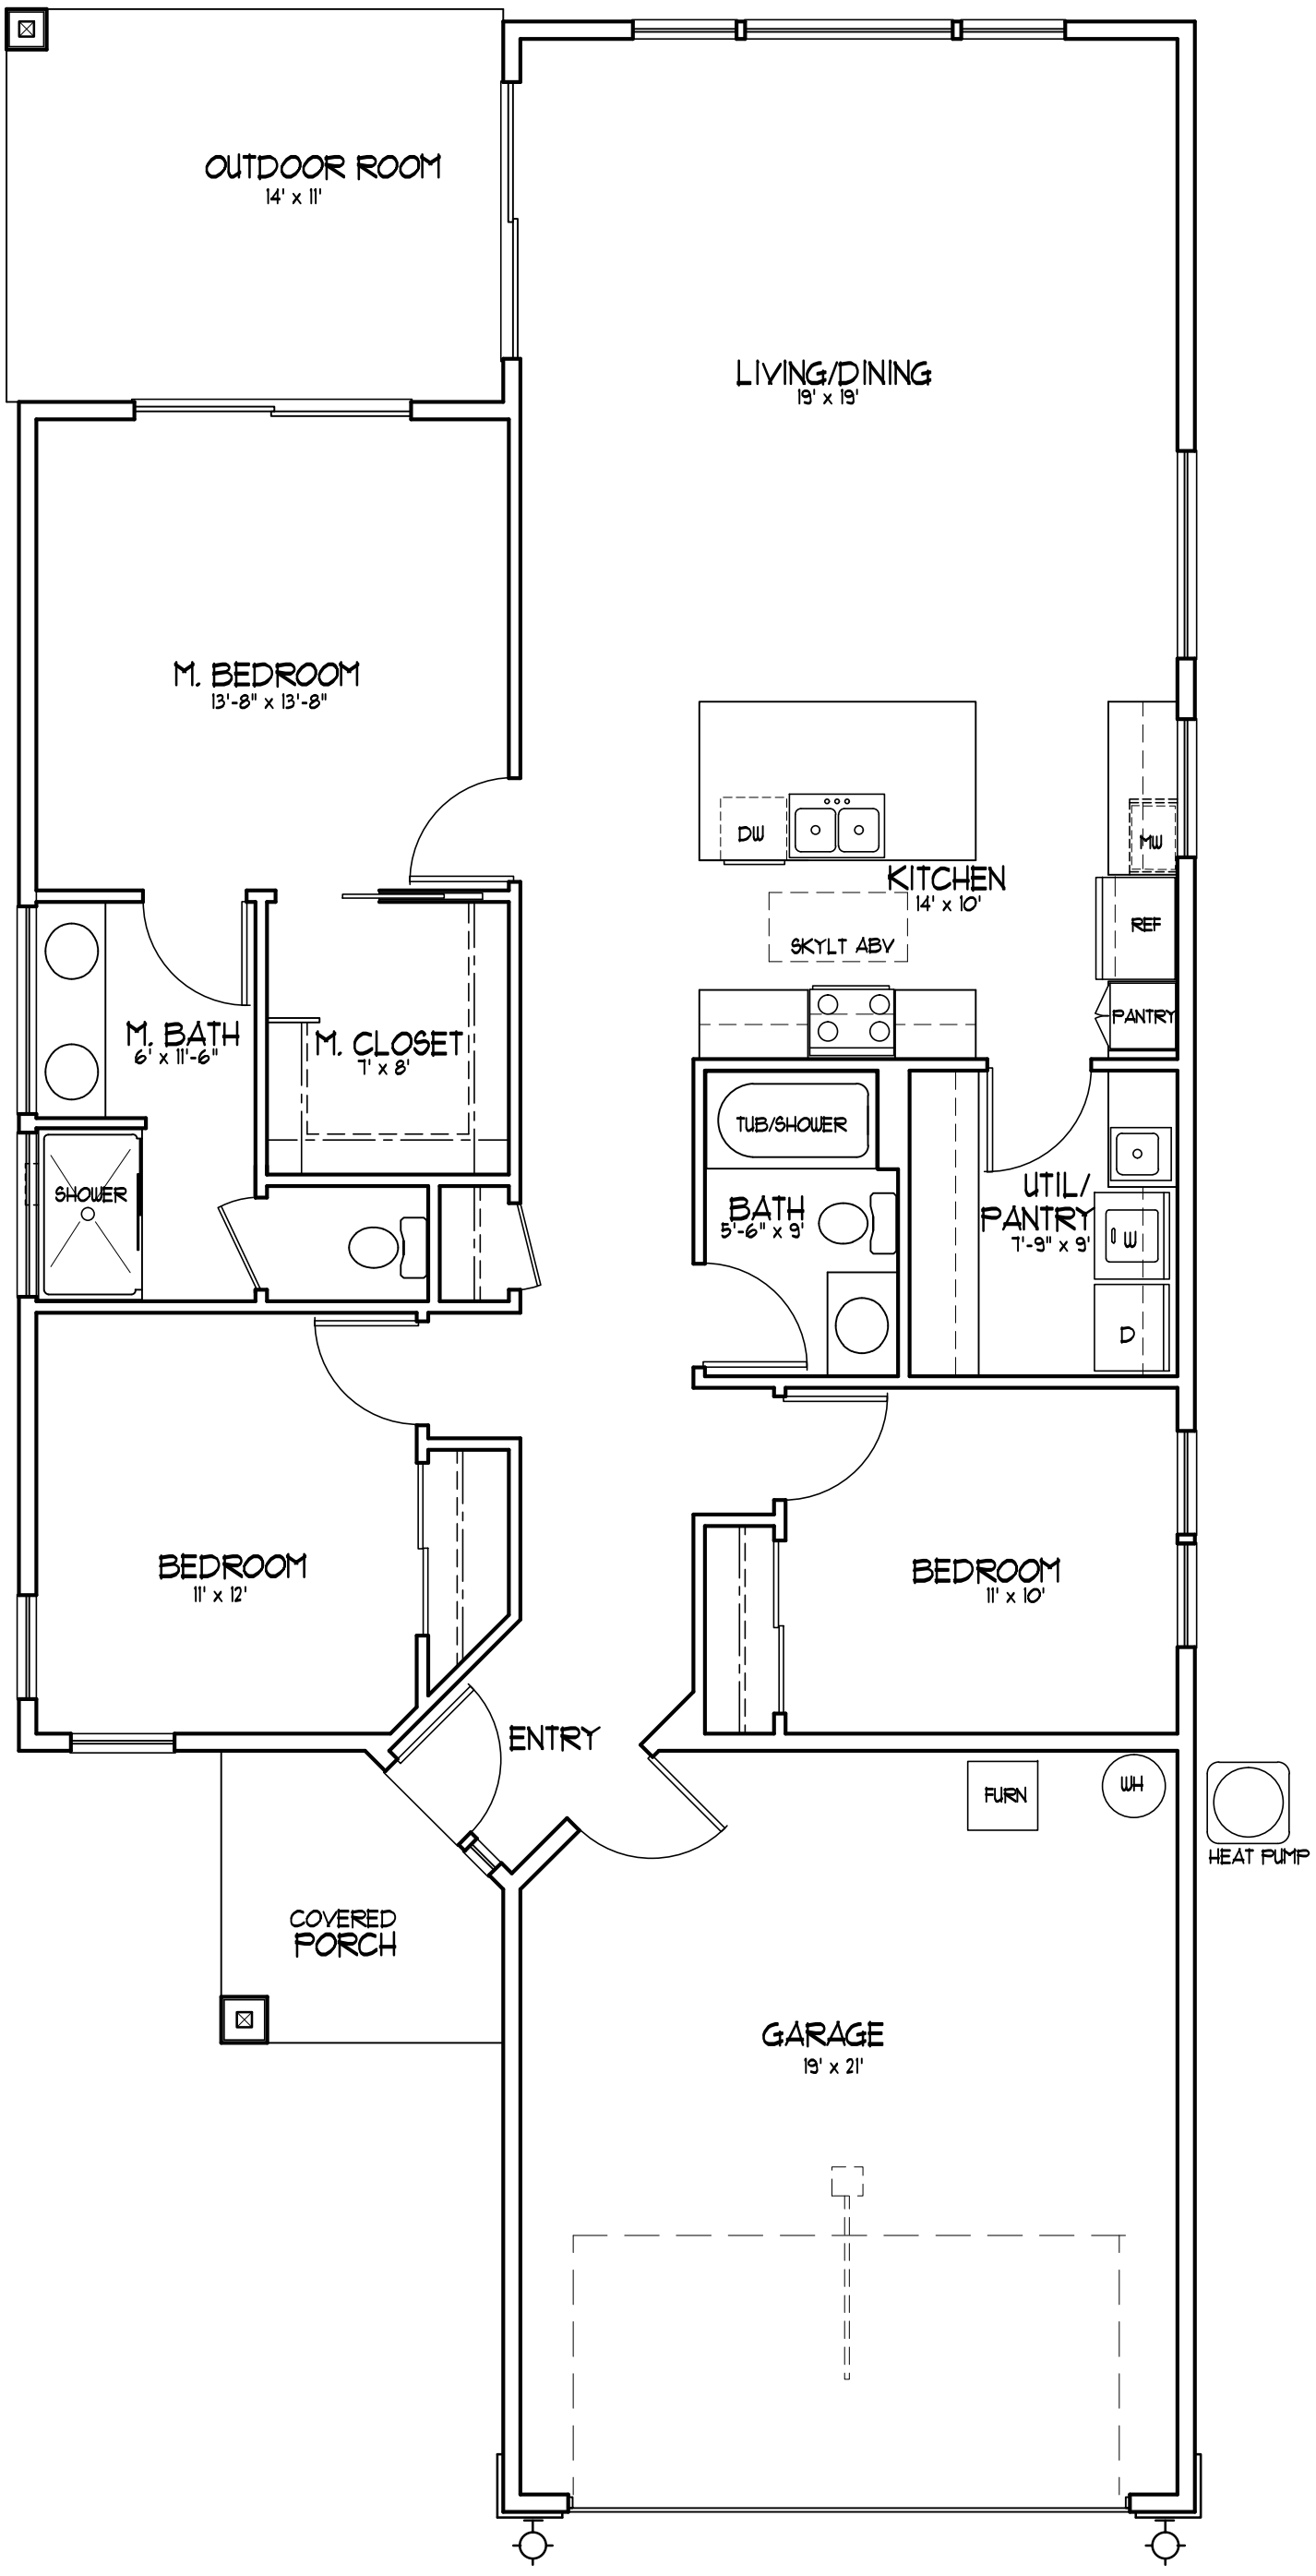 OUTDOOR ROOM
14' x 11'
LIVING/DINING
19' x 19'
M. BEDROOM
13'-8" x 13'-8"
DW
MW
KITCHEN
14' x 10'
REF
SKYLT ABV
PANTRY
M. BATH
6' x 11'-6"
M. CLOSET
7' x 8'
TUB/SHOWER
SHOWER
BATH
5'-6" x 9'
UTIL/
PANTRY
7'-9" x 9'
W
D
BEDROOM
11' x 12'
BEDROOM
11' x 10'
ENTRY
FURN
WH
HEAT PUMP
COVERED
PORCH
GARAGE
19' x 21'